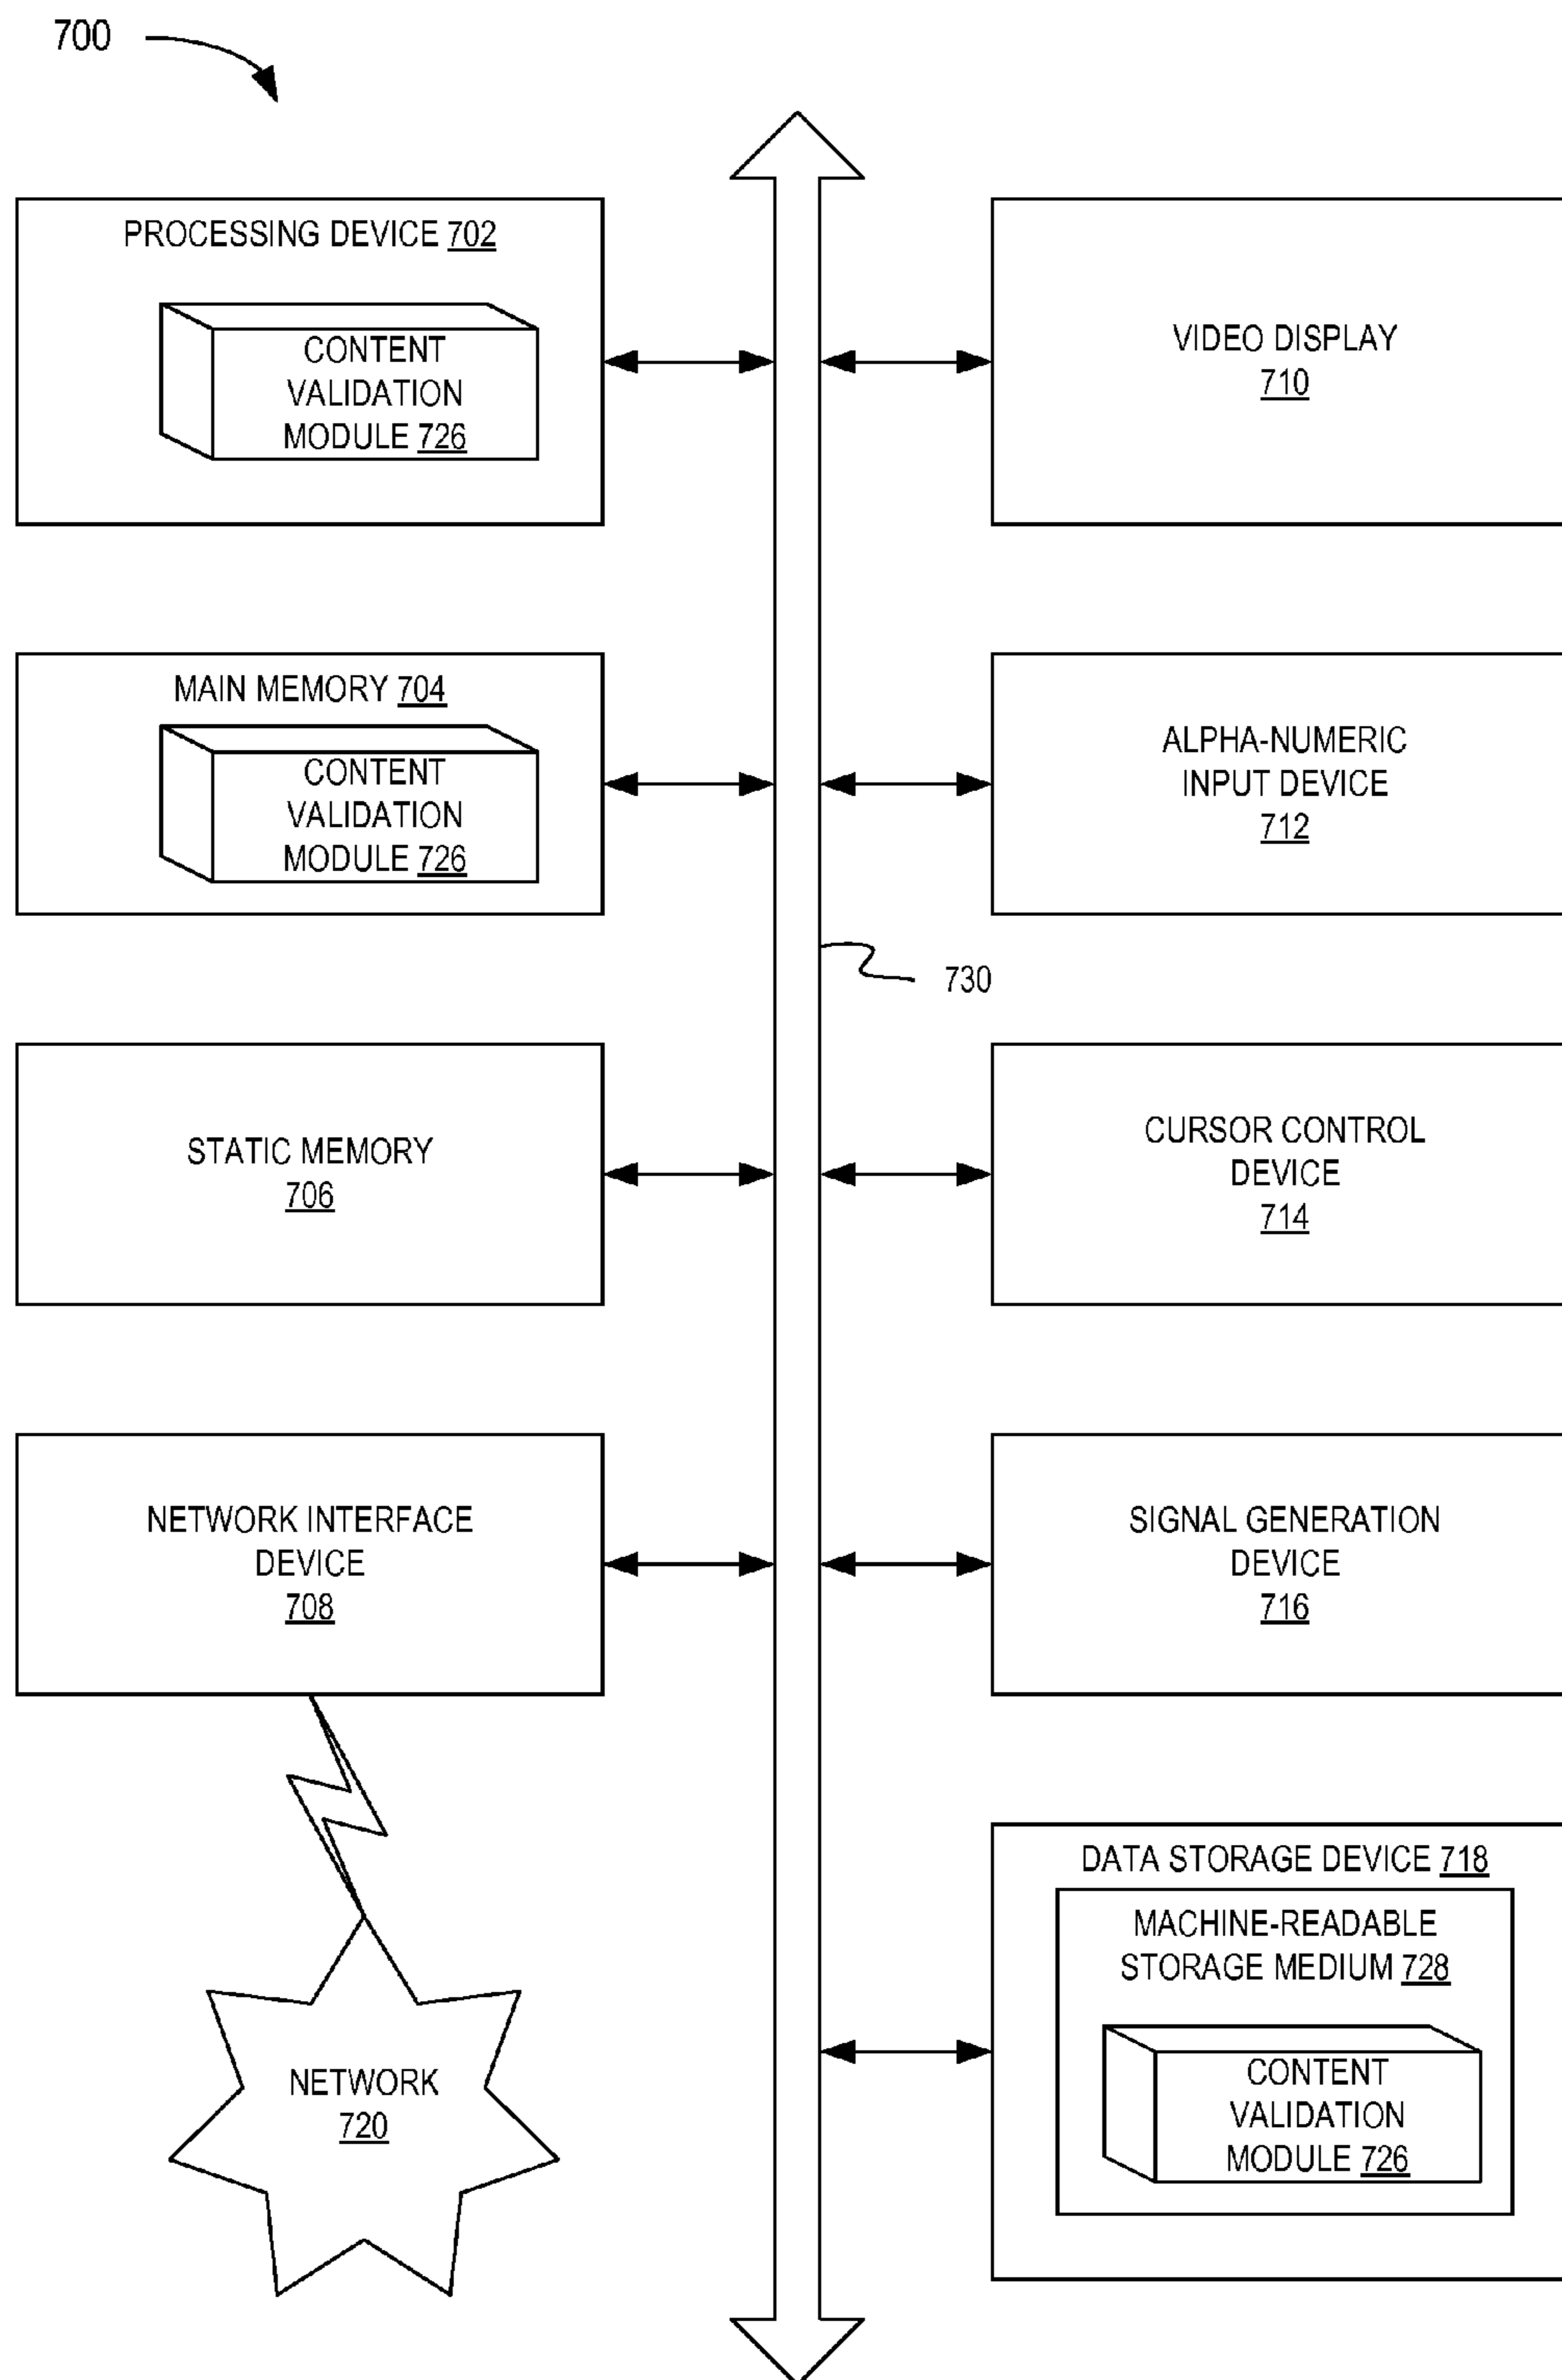 700
PROCESSING DEVICE 702
CONTENT
VALIDATION
MODULE 726
VIDEO DISPLAY
710
MAIN MEMORY 704
CONTENT
VALIDATION
MODULE 726
ALPHA-NUMERIC
INPUT DEVICE
712
730
STATIC MEMORY
706
CURSOR CONTROL
DEVICE
714
NETWORK INTERFACE
DEVICE
708
SIGNAL GENERATION
DEVICE
716
DATA STORAGE DEVICE 718
MACHINE-READABLE
STORAGE MEDIUM 728
CONTENT
VALIDATION
MODULE 726
NETWORK
720